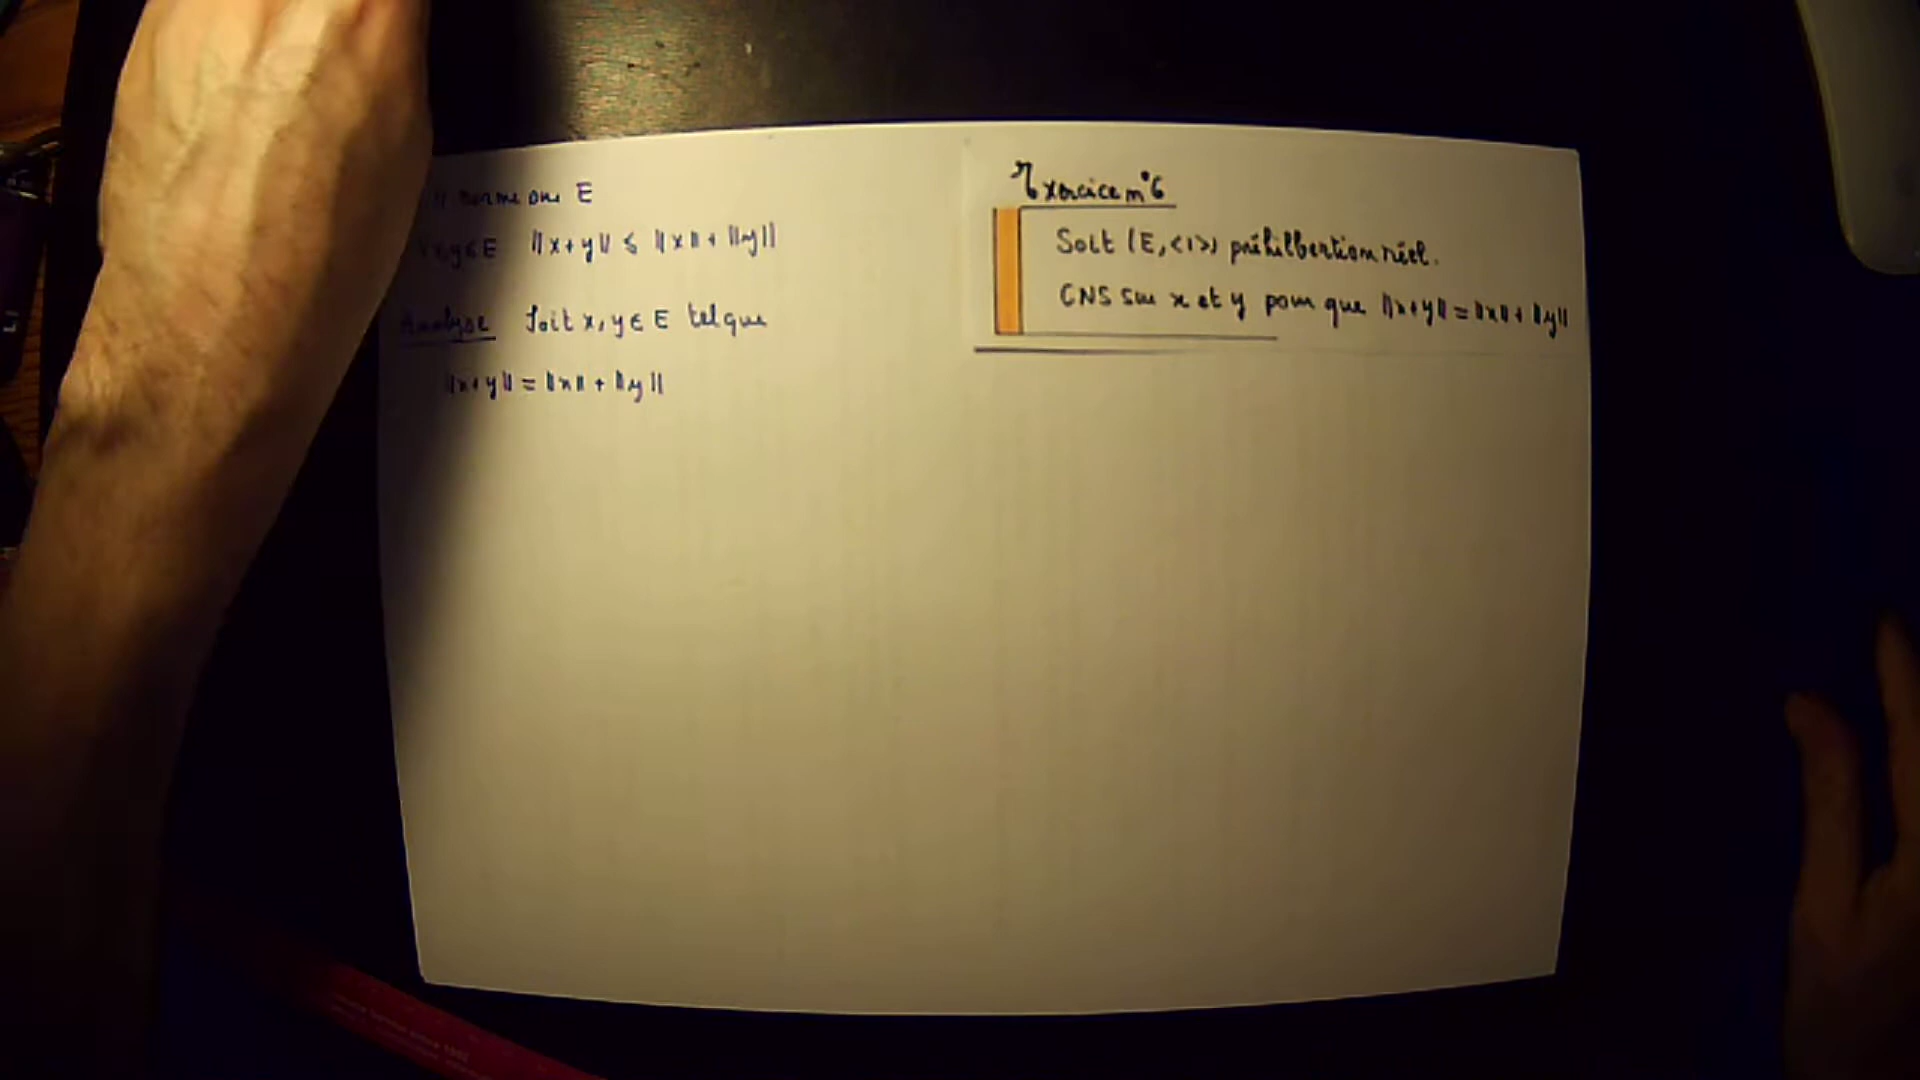 || norme sur E
∀x,y∈E ||x+y|| ≤ ||x|| + ||y||
Analyse Soit x, y ∈ E tel que
||x+y|| = ||x|| + ||y||
Exercice n°6
Soit (E, <|>) préhilbertien réel.
CNS sur x et y pour que ||x+y|| = ||x|| + ||y||